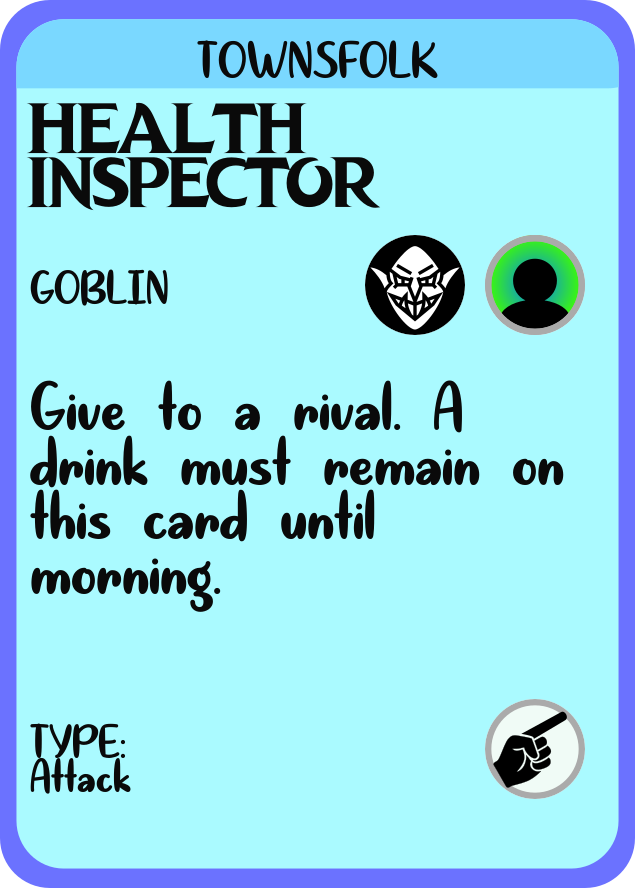 TOWNSFOLK
HEALTH
INSPECTOR
GOBLIN
Give to a rival. A
drink must remain on
this card until
morning.
TYPE:
Attack